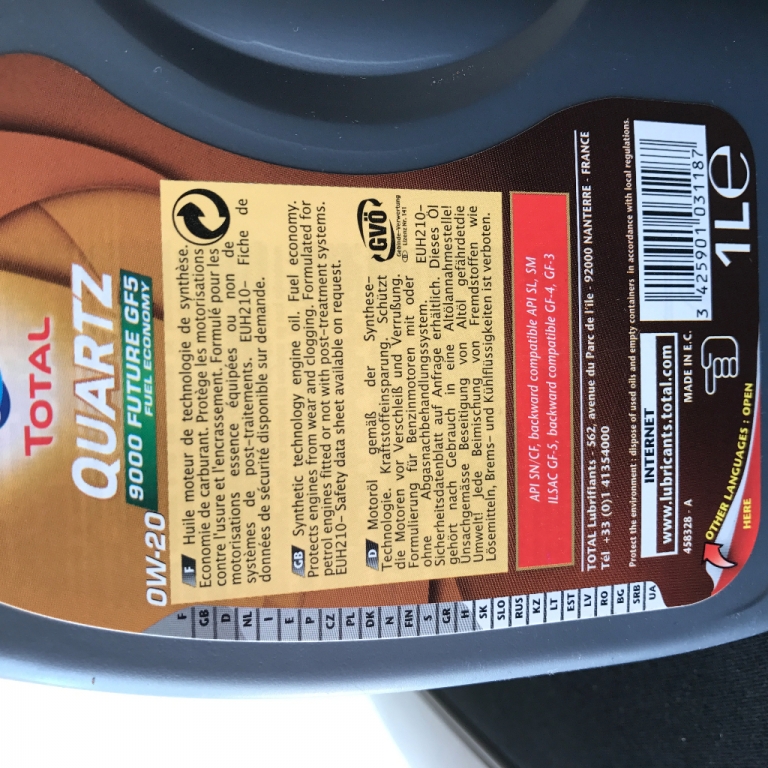 TOTAL
QUARTZ
9000 FUTURE GF5
FUEL ECONOMY
0W-20
F Huile moteur de technologie de synthèse.
Economie de carburant. Protège les motorisations
contre l'usure et l'encrassement. Formulé pour les
motorisations essence équipées ou non de
systèmes de post-traitements. EUH210- Fiche de
données de sécurité disponible sur demande.
GB Synthetic technology engine oil. Fuel economy.
Protects engines from wear and clogging. Formulated for
petrol engines fitted or not with post-treatment systems.
EUH210- Safety data sheet available on request.
D Motoröl gemäß der Synthese-
Technologie. Kraftstoffeinsparung. Schützt
die Motoren vor Verschleiß und Verrußung.
Formulierung für Benzinmotoren mit oder
ohne Abgasnachbehandlungssystem. EUH210-
Sicherheitsdatenblatt auf Anfrage erhältlich. Dieses Öl
gehört nach Gebrauch in eine Altölannahmestelle!
Unsachgemässe Beseitigung von Altöl gefährdetdie
Umwelt! Jede Beimischung von Fremdstoffen wie
Lösemitteln, Brems- und Kühlflüssigkeiten ist verboten.
GVÖ
Gebinde-Verwertung
Lizenz Nr. 141
API SN/CF, backward compatible API SL, SM
ILSAC GF-5, backward compatible GF-4, GF-3
TOTAL Lubrifiants - 562, avenue du Parc de l'île - 92000 NANTERRE - FRANCE
Tél +33 (0)1 41354000
Protect the environment : dispose of used oils and empty containers in accordance with local regulations.
INTERNET
www.lubricants.total.com
458328 - A
MADE IN E.C.
3 425901 031187
1L e
OTHER LANGUAGES : OPEN
HERE
F
GB
D
NL
I
E
P
CZ
PL
DK
N
FIN
S
GR
H
SK
SLO
RUS
KZ
LT
EST
LV
RO
BG
SRB
UA